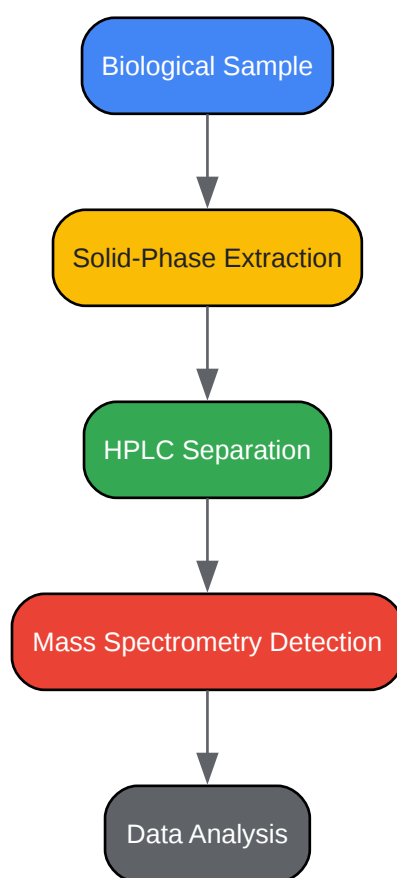 Biological Sample
Solid-Phase Extraction
HPLC Separation
Mass Spectrometry Detection
Data Analysis